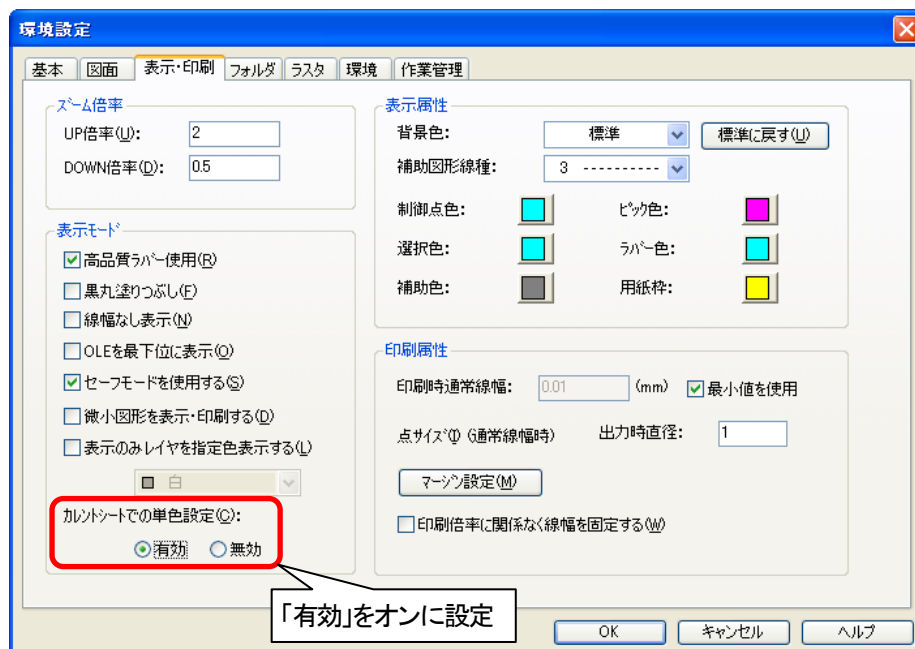 環境設定
基本 図面 表示・印刷 フォルダ ラスタ 環境 作業管理
ズーム倍率
UP倍率(U): 2
DOWN倍率(D): 0.5
表示モード
高品質ラバー使用(R)
黒丸塗りつぶし(F)
線幅なし表示(N)
OLEを最下位に表示(O)
セーフモードを使用する(S)
微小図形を表示・印刷する(D)
表示のみレイヤを指定色表示する(L)
白
カレントシートでの単色設定(C):
有効 無効
表示属性
背景色: 標準 標準に戻す(U)
補助図形線種: 3 ----------
制御点色: ピック色:
選択色: ラバー色:
補助色: 用紙枠:
印刷属性
印刷時通常線幅: 0.01 (mm) 最小値を使用
点サイズ(I) (通常線幅時) 出力時直径: 1
マージン設定(M)
印刷倍率に関係なく線幅を固定する(W)
「有効」をオンに設定
OK キャンセル ヘルプ